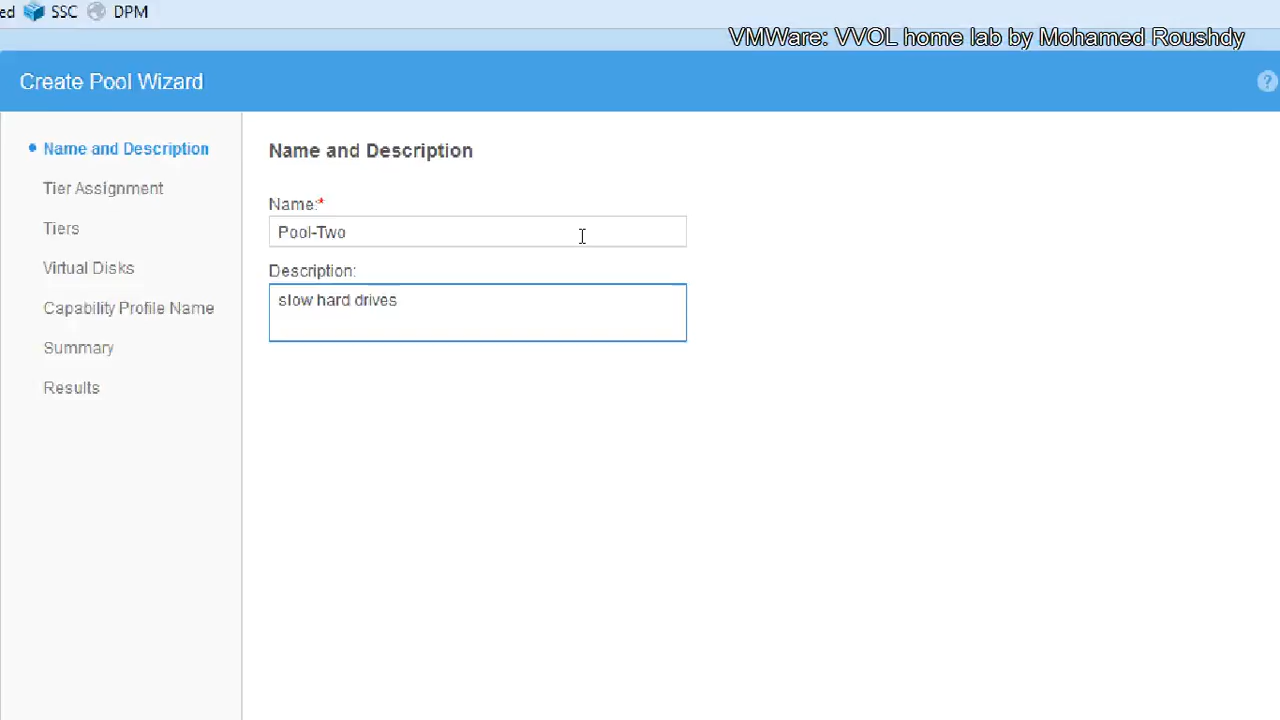 ed SSC DPM
VMWare: VVOL home lab by Mohamed Roushdy
Create Pool Wizard ?
Name and Description
Tier Assignment
Tiers
Virtual Disks
Capability Profile Name
Summary
Results
Name and Description
Name:*
Pool-Two
Description:
slow hard drives